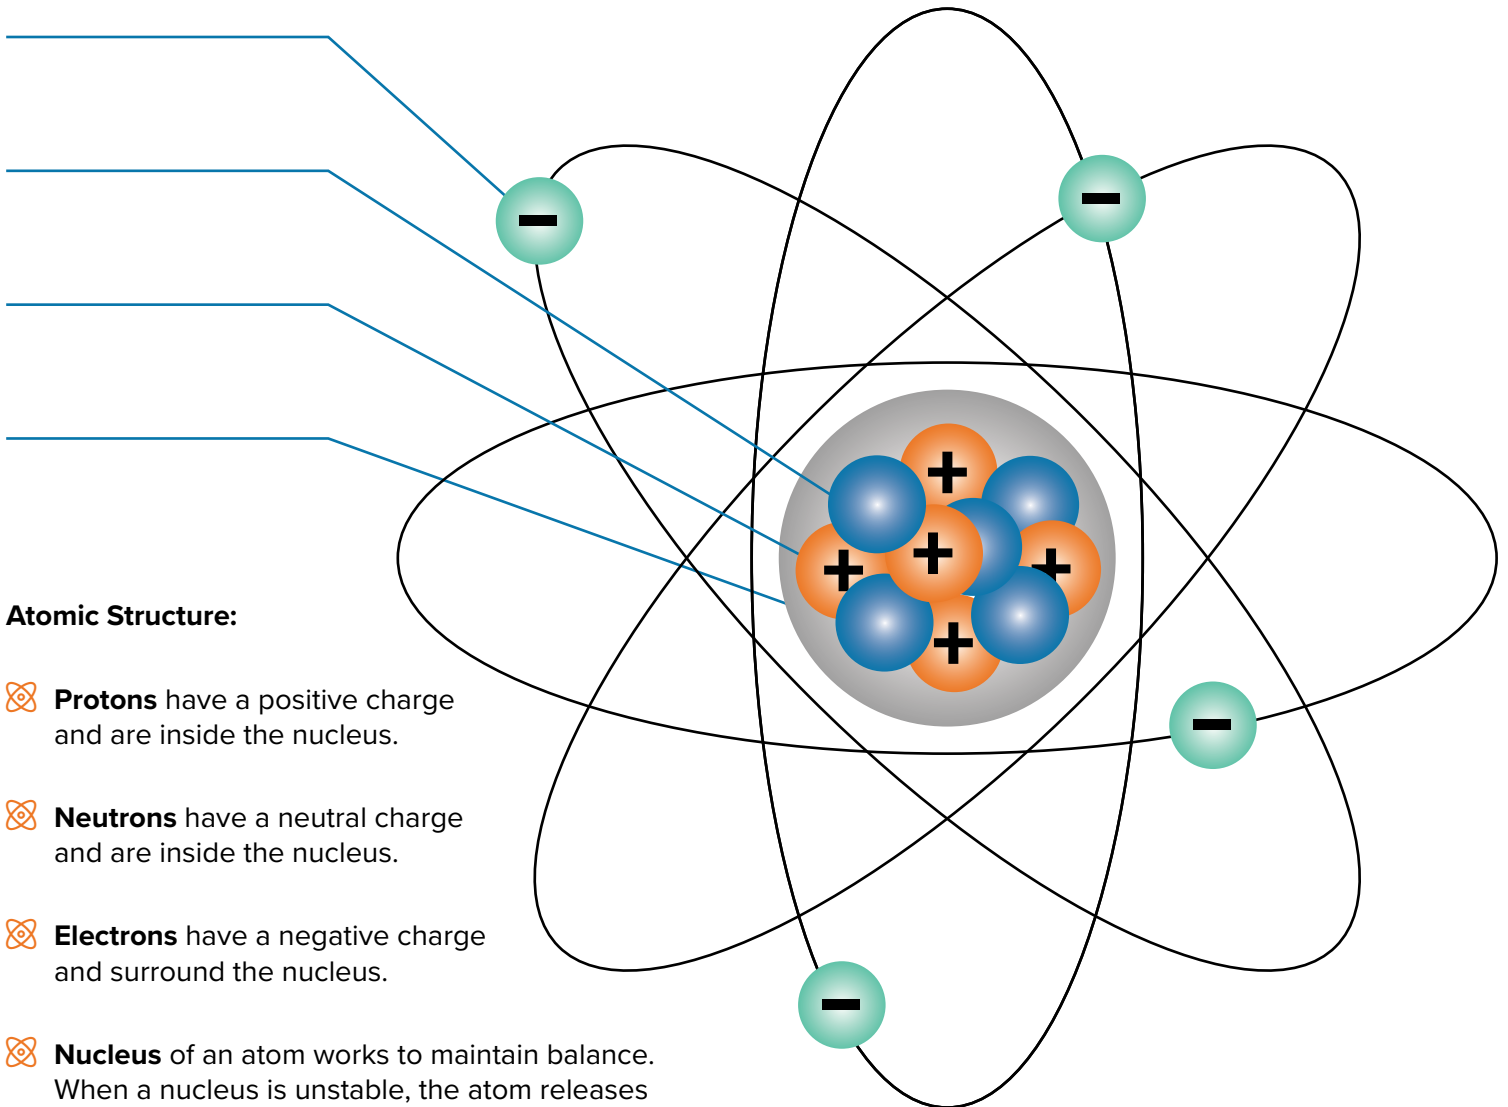 −
−
+
+
+
+
+
Atomic Structure:
−
Protons have a positive charge
and are inside the nucleus.
Neutrons have a neutral charge
and are inside the nucleus.
Electrons have a negative charge
and surround the nucleus.
−
Nucleus of an atom works to maintain balance.
When a nucleus is unstable, the atom releases